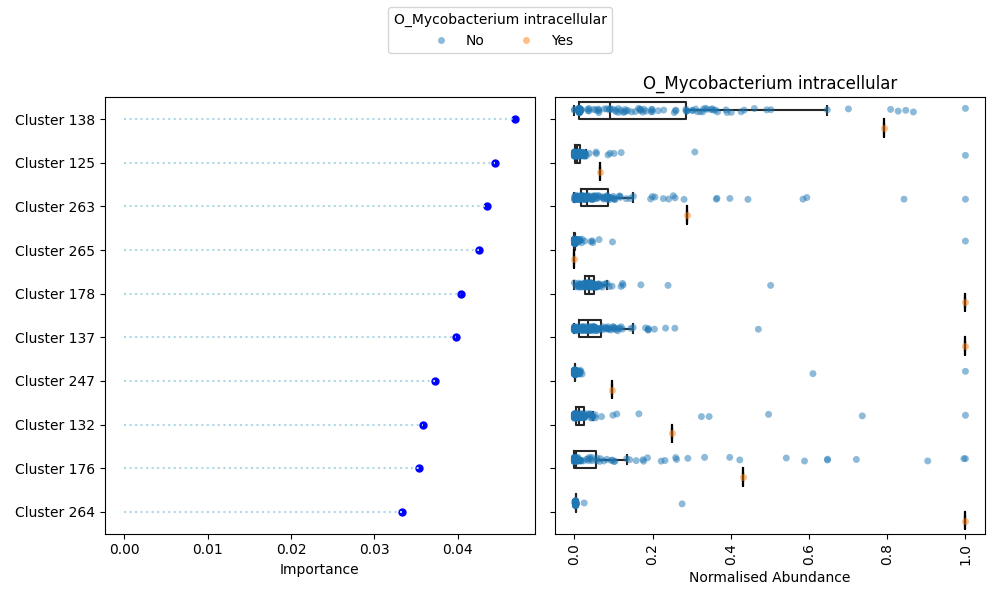 O_Mycobacterium intracellular
No Yes
O_Mycobacterium intracellular
Cluster 138
Cluster 125
Cluster 263
Cluster 265
Cluster 178
Cluster 137
Cluster 247
Cluster 132
Cluster 176
Cluster 264
0.00 0.01 0.02 0.03 0.04
Importance
0.0 0.2 0.4 0.6 0.8 1.0
Normalised Abundance